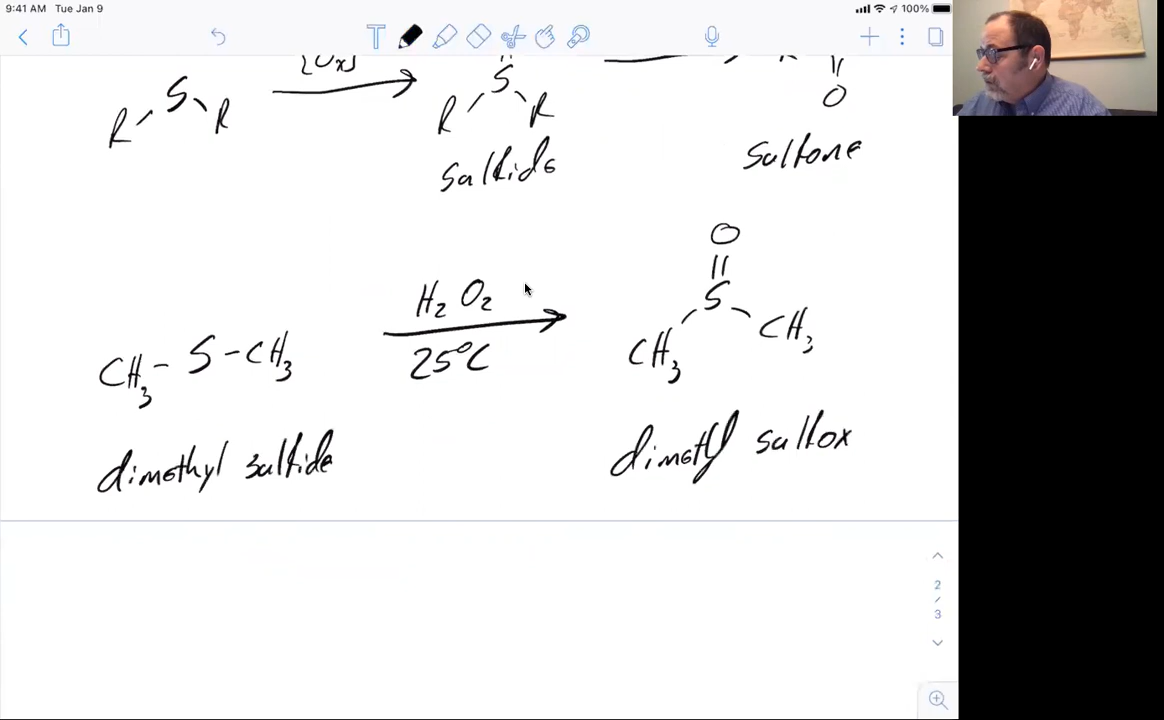 9:41 AM Tue Jan 9
100%
[Ox]
R S R
S
R R
O
sulfide
sulfone
O
S
CH3 CH3
H2O2
25°C
CH3-S-CH3
dimethyl sulfide
dimethyl sulfox
2
/
3